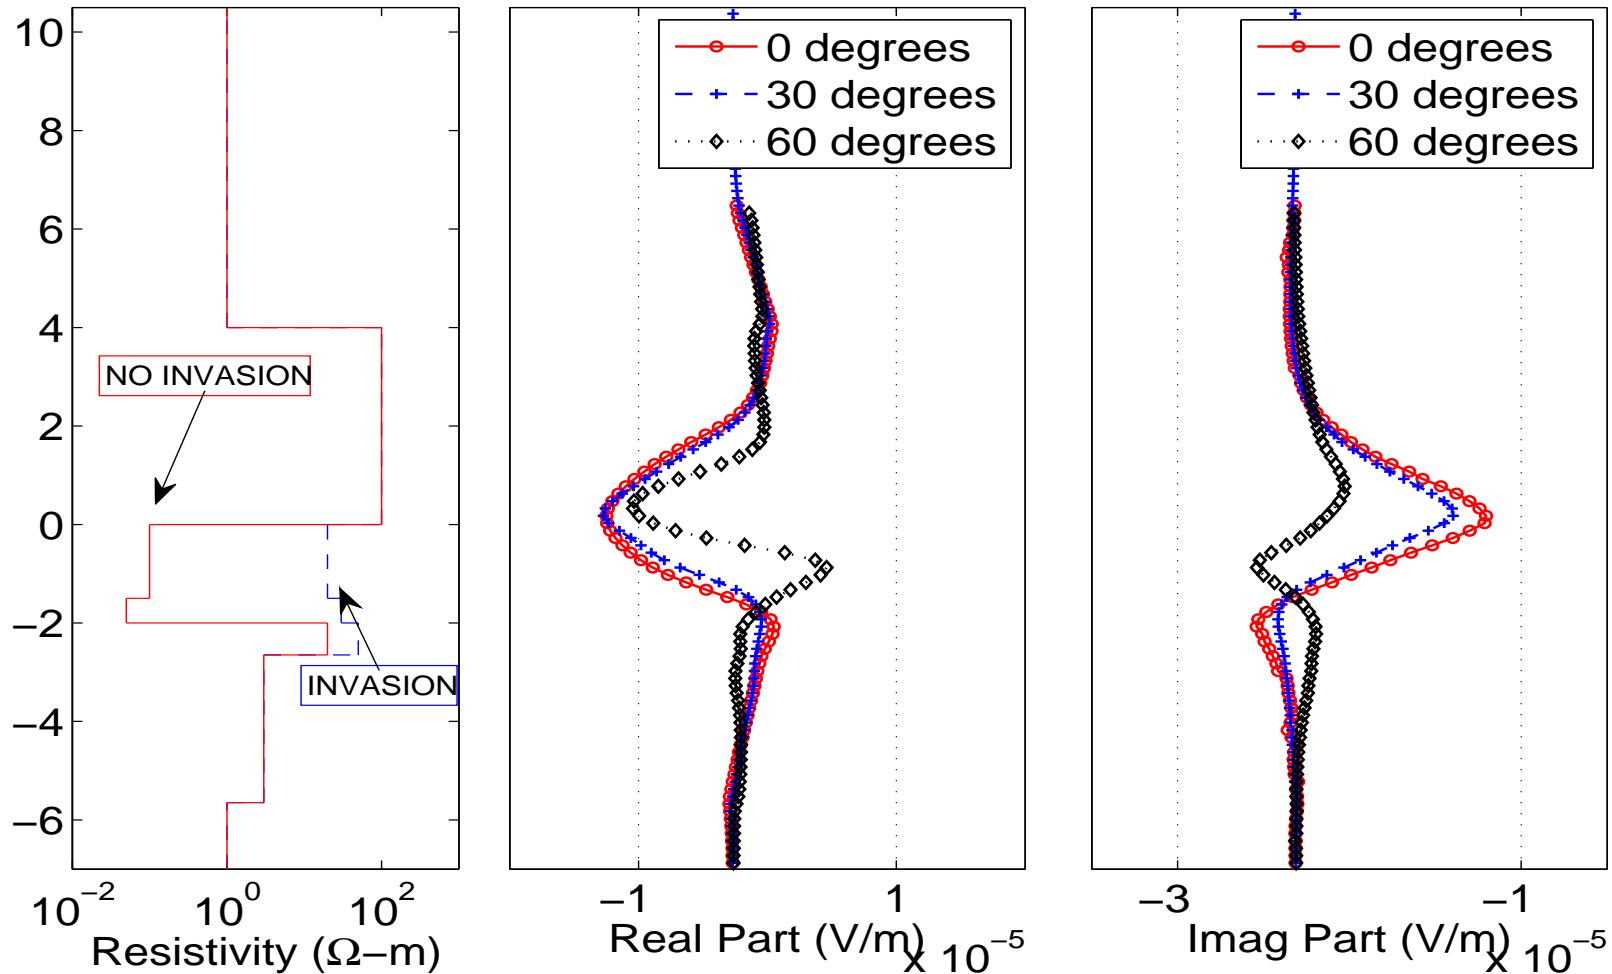 10
8
6
4
2
0
−2
−4
−6
NO INVASION
INVASION
10−2
100
102
Resistivity (Ω−m)
0 degrees
30 degrees
60 degrees
−1
1
Real Part (V/m)
x 10−5
0 degrees
30 degrees
60 degrees
−3
−1
Imag Part (V/m)
x 10−5